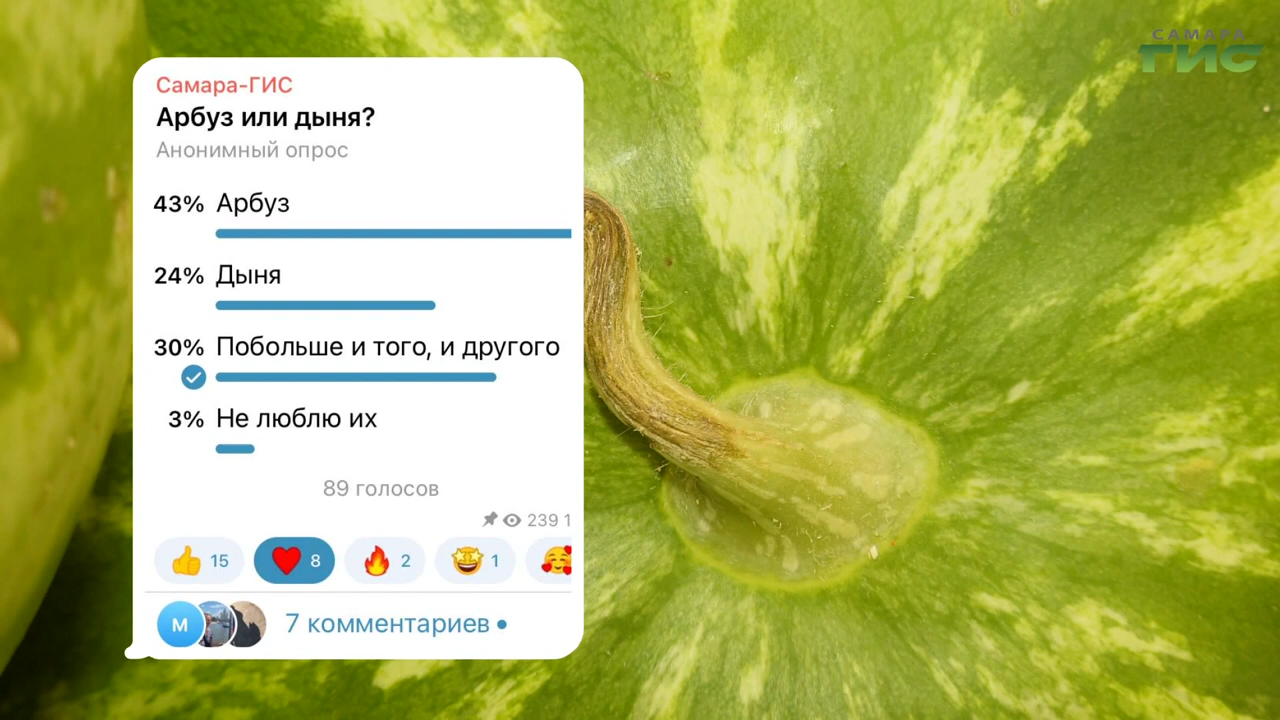 САМАРА
ГИС
Самара-ГИС
Арбуз или дыня?
Анонимный опрос
43% Арбуз
24% Дыня
30% Побольше и того, и другого
3% Не люблю их
89 голосов
239 1
15 8 2 1
М 7 комментариев